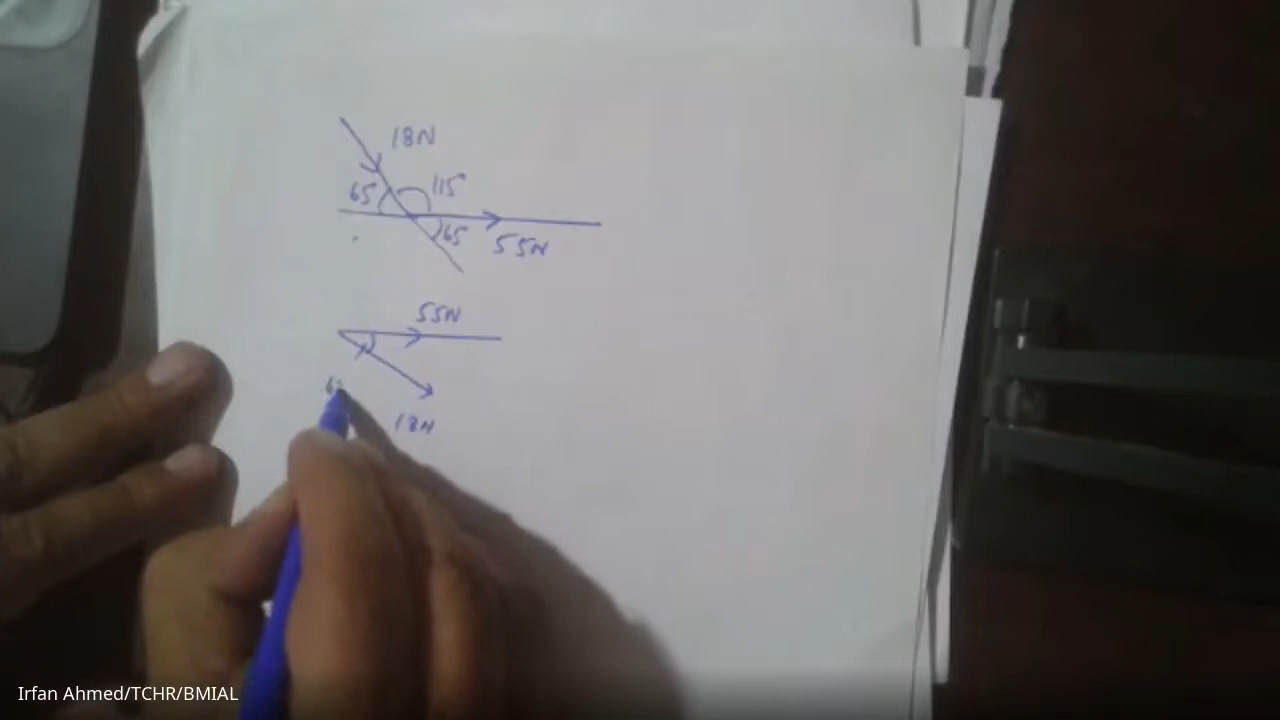 18N
65 115
65 55N
55N
18N
Irfan Ahmed/TCHR/BMIAL